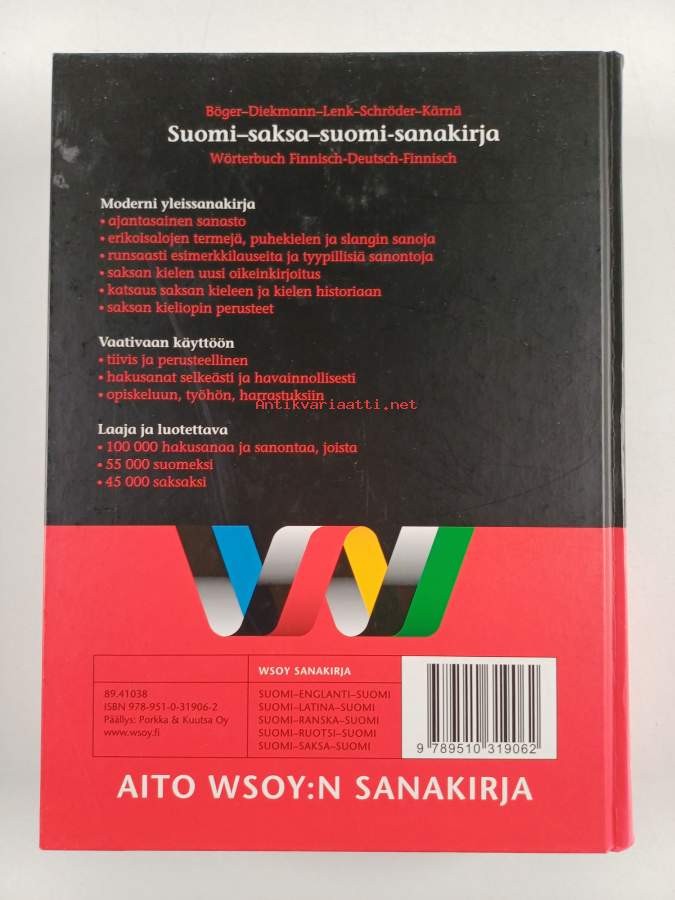 Böger–Diekmann–Lenk–Schröder–Kärnä
Suomi–saksa–suomi-sanakirja
Wörterbuch Finnisch-Deutsch-Finnisch
Moderni yleissanakirja
• ajantasainen sanasto
• erikoisalojen termejä, puhekielen ja slangin sanoja
• runsaasti esimerkkilauseita ja tyypillisiä sanontoja
• saksan kielen uusi oikeinkirjoitus
• katsaus saksan kieleen ja kielen historiaan
• saksan kieliopin perusteet
Vaativaan käyttöön
• tiivis ja perusteellinen
• hakusanat selkeästi ja havainnollisesti
• opiskeluun, työhön, harrastuksiin
Antikvariaatti.net
Laaja ja luotettava
• 100 000 hakusanaa ja sanontaa, joista
• 55 000 suomeksi
• 45 000 saksaksi
89.41038
ISBN 978-951-0-31906-2
Päällys: Porkka & Kuutsa Oy
www.wsoy.fi
WSOY SANAKIRJA
SUOMI–ENGLANTI–SUOMI
SUOMI–LATINA–SUOMI
SUOMI–RANSKA–SUOMI
SUOMI–RUOTSI–SUOMI
SUOMI–SAKSA–SUOMI
9 789510 319062
AITO WSOY:N SANAKIRJA